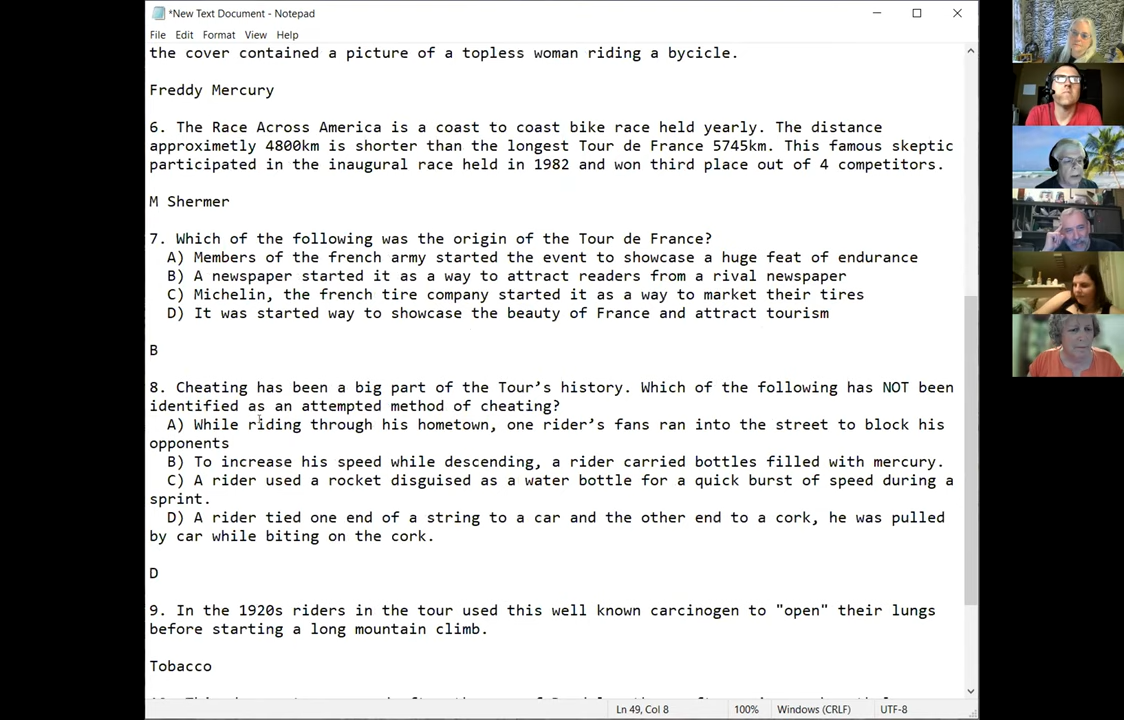 *New Text Document - Notepad
File Edit Format View Help
the cover contained a picture of a topless woman riding a bycicle.
Freddy Mercury
6. The Race Across America is a coast to coast bike race held yearly. The distance
approximetly 4800km is shorter than the longest Tour de France 5745km. This famous skeptic
participated in the inaugural race held in 1982 and won third place out of 4 competitors.
M Shermer
7. Which of the following was the origin of the Tour de France?
A) Members of the french army started the event to showcase a huge feat of endurance
B) A newspaper started it as a way to attract readers from a rival newspaper
C) Michelin, the french tire company started it as a way to market their tires
D) It was started way to showcase the beauty of France and attract tourism
B
8. Cheating has been a big part of the Tour’s history. Which of the following has NOT been
identified as an attempted method of cheating?
A) While riding through his hometown, one rider’s fans ran into the street to block his
opponents
B) To increase his speed while descending, a rider carried bottles filled with mercury.
C) A rider used a rocket disguised as a water bottle for a quick burst of speed during a
sprint.
D) A rider tied one end of a string to a car and the other end to a cork, he was pulled
by car while biting on the cork.
D
9. In the 1920s riders in the tour used this well known carcinogen to "open" their lungs
before starting a long mountain climb.
Tobacco
Ln 49, Col 8 100% Windows (CRLF) UTF-8